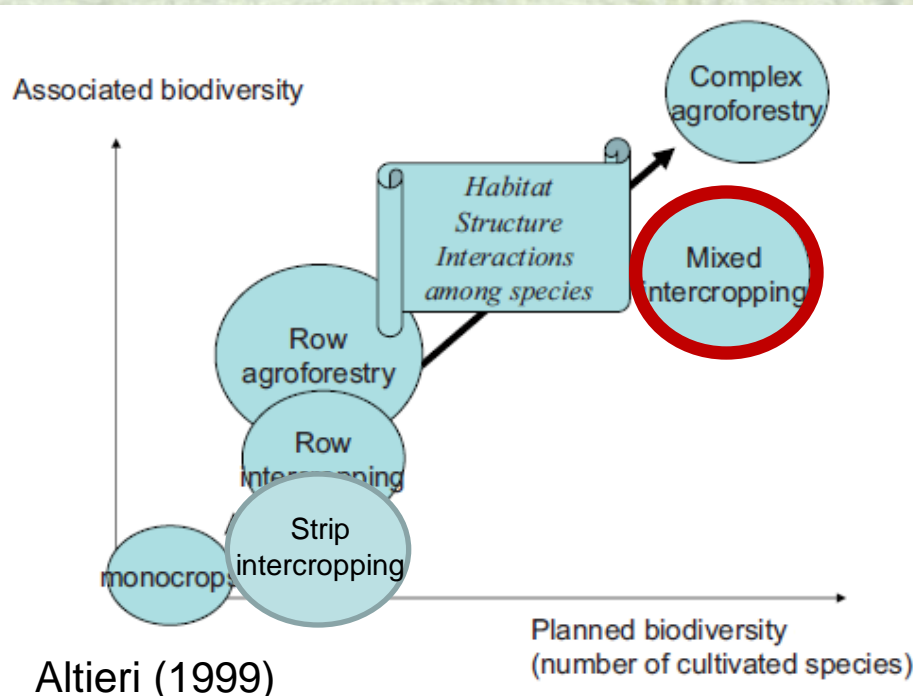 Associated biodiversity
Complex
agroforestry
Habitat
Structure
Interactions
among species
Mixed
intercropping
Row
agroforestry
Row
intercropping
Strip
intercropping
monocrops
Planned biodiversity
(number of cultivated species)
Altieri (1999)